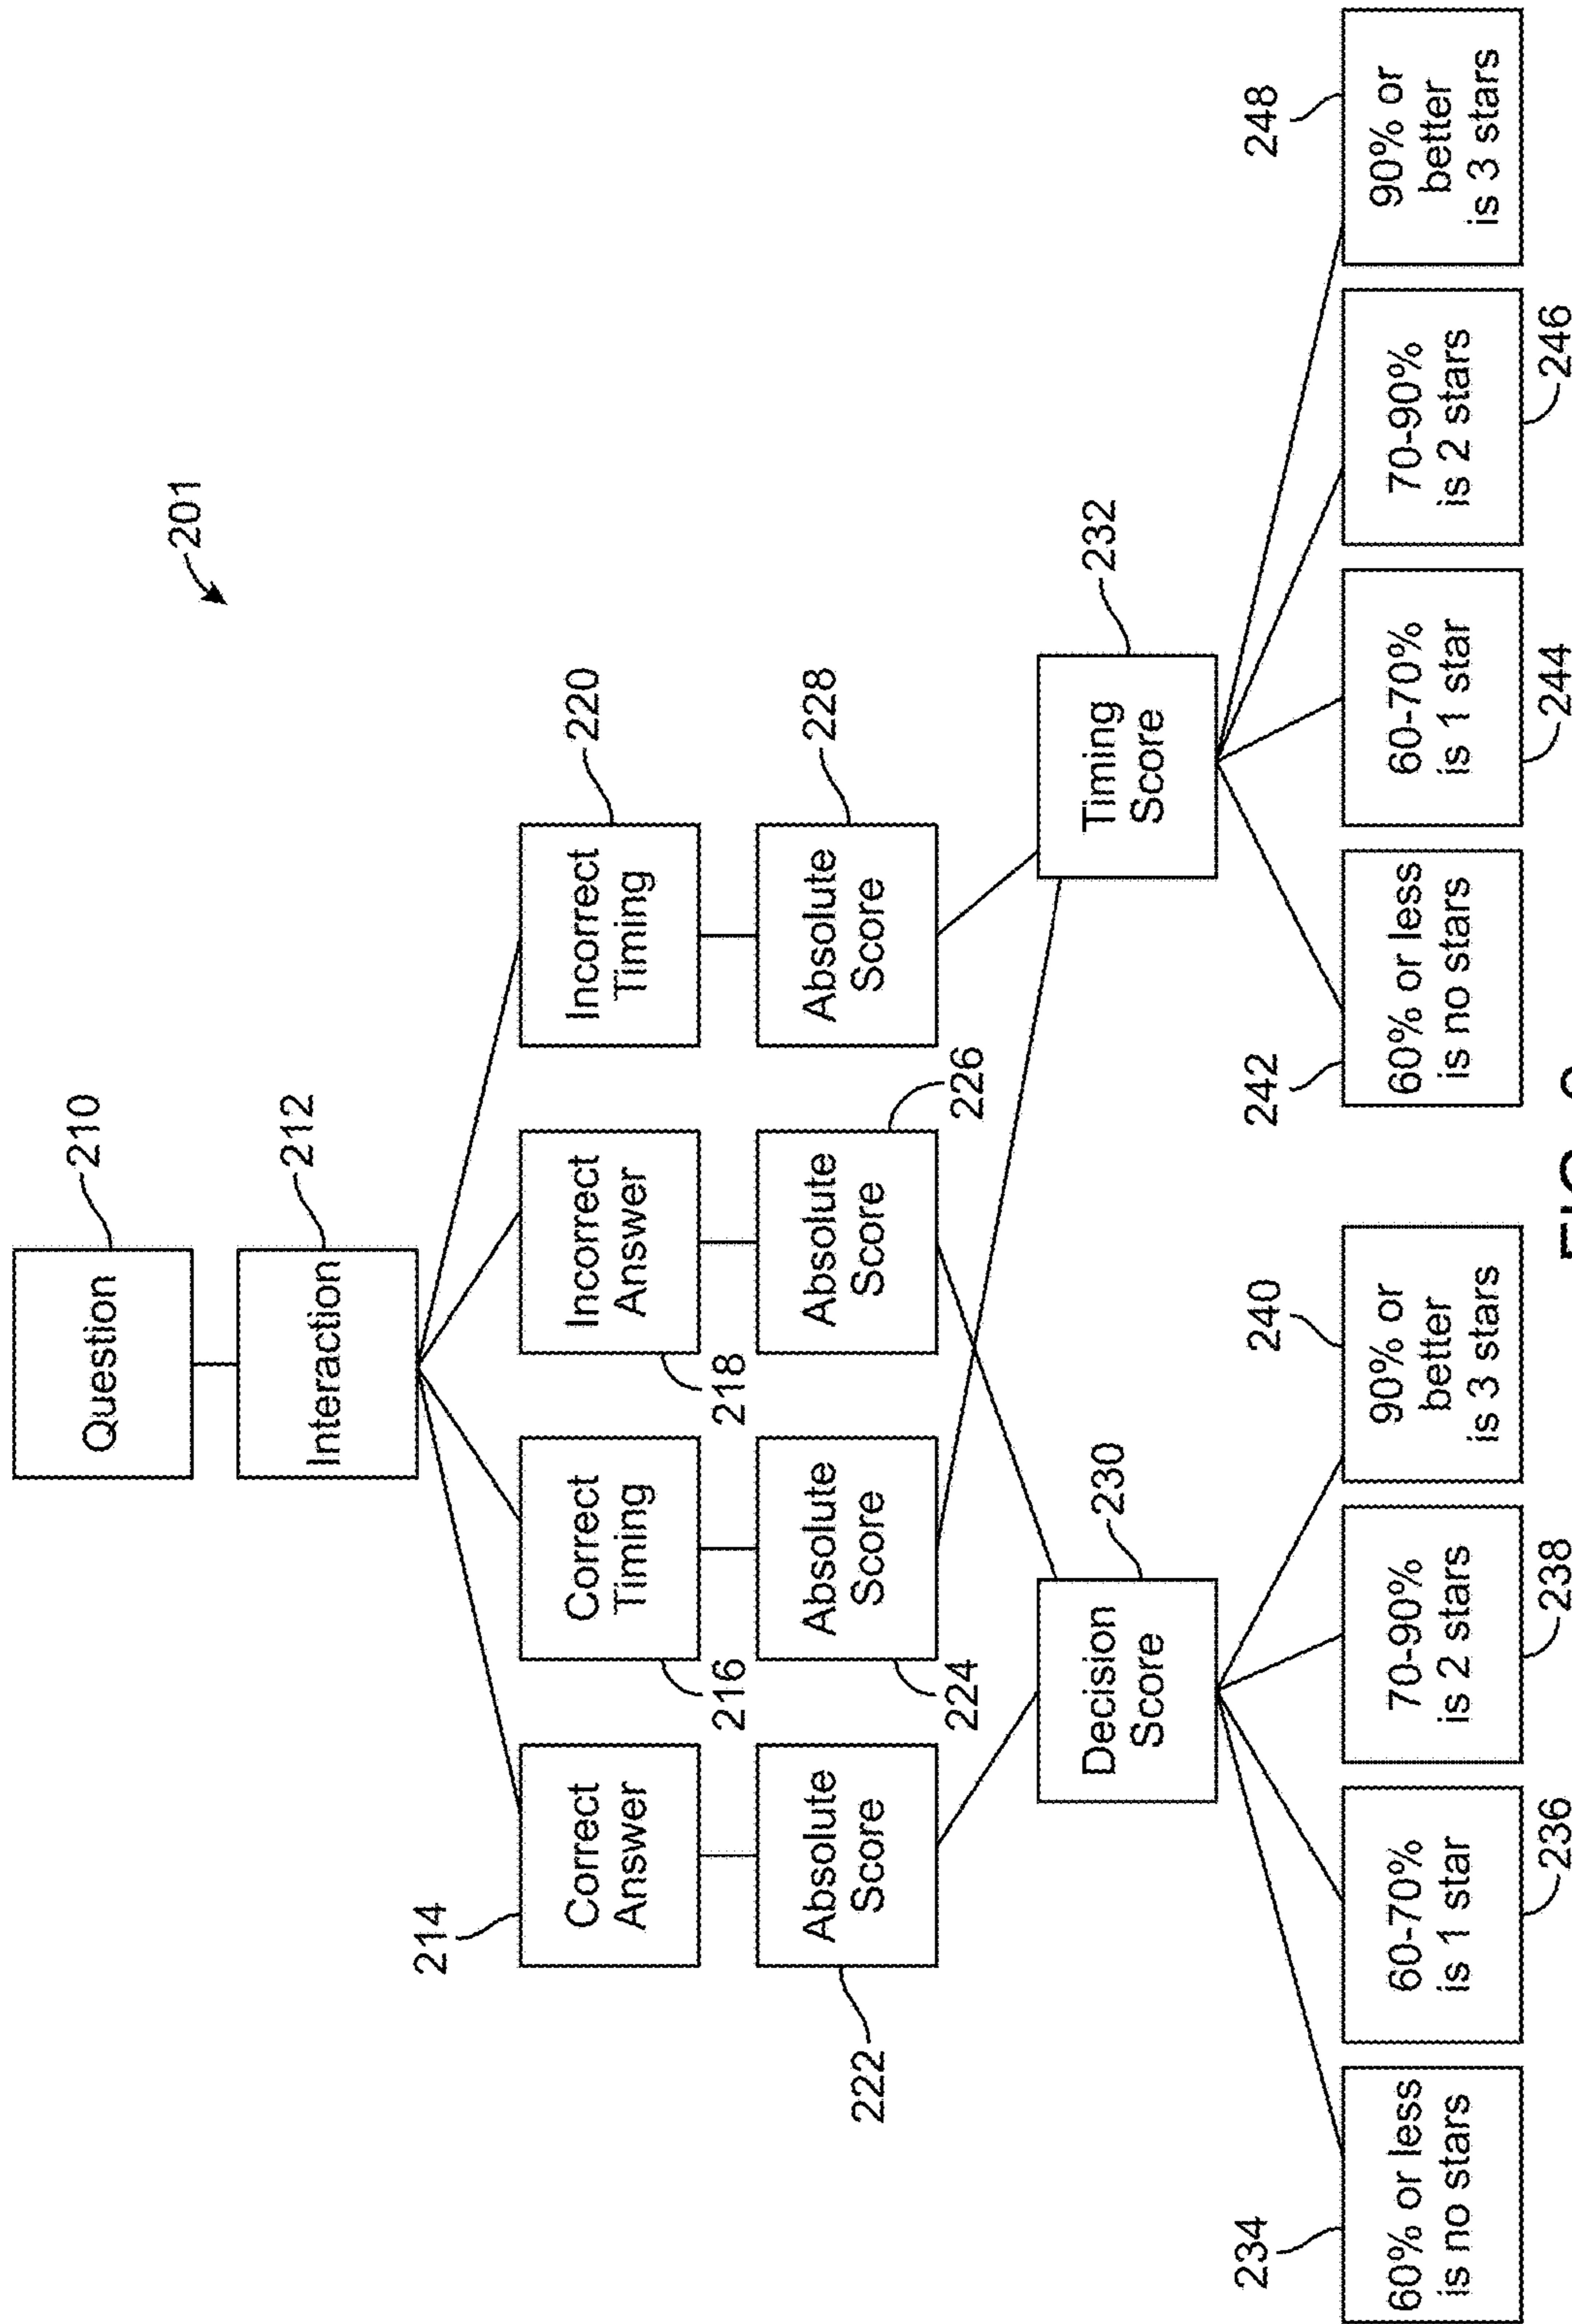 201
Question
210
Interaction
212
214
Correct
Answer
216
Correct
Timing
218
Incorrect
Answer
Incorrect
Timing
220
222
Absolute
Score
224
Absolute
Score
Absolute
Score
226
Absolute
Score
228
Decision
Score
230
Timing
Score
232
234
60% or less
is no stars
60-70%
is 1 star
236
70-90%
is 2 stars
238
240
90% or
better
is 3 stars
242
60% or less
is no stars
60-70%
is 1 star
244
70-90%
is 2 stars
246
248
90% or
better
is 3 stars